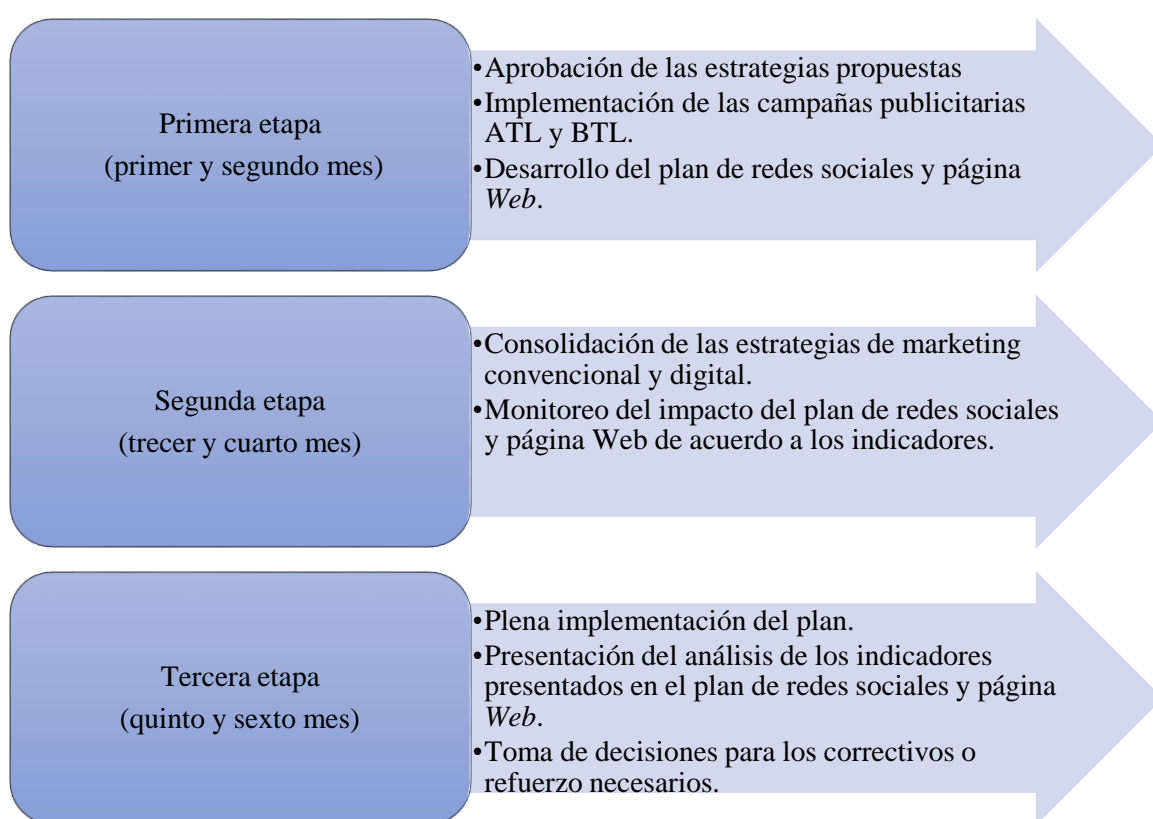 Primera etapa
(primer y segundo mes)
•Aprobación de las estrategias propuestas
•Implementación de las campañas publicitarias
ATL y BTL.
•Desarrollo del plan de redes sociales y página
Web.
Segunda etapa
(trecer y cuarto mes)
•Consolidación de las estrategias de marketing
convencional y digital.
•Monitoreo del impacto del plan de redes sociales
y página Web de acuerdo a los indicadores.
Tercera etapa
(quinto y sexto mes)
•Plena implementación del plan.
•Presentación del análisis de los indicadores
presentados en el plan de redes sociales y página
Web.
•Toma de decisiones para los correctivos o
refuerzo necesarios.